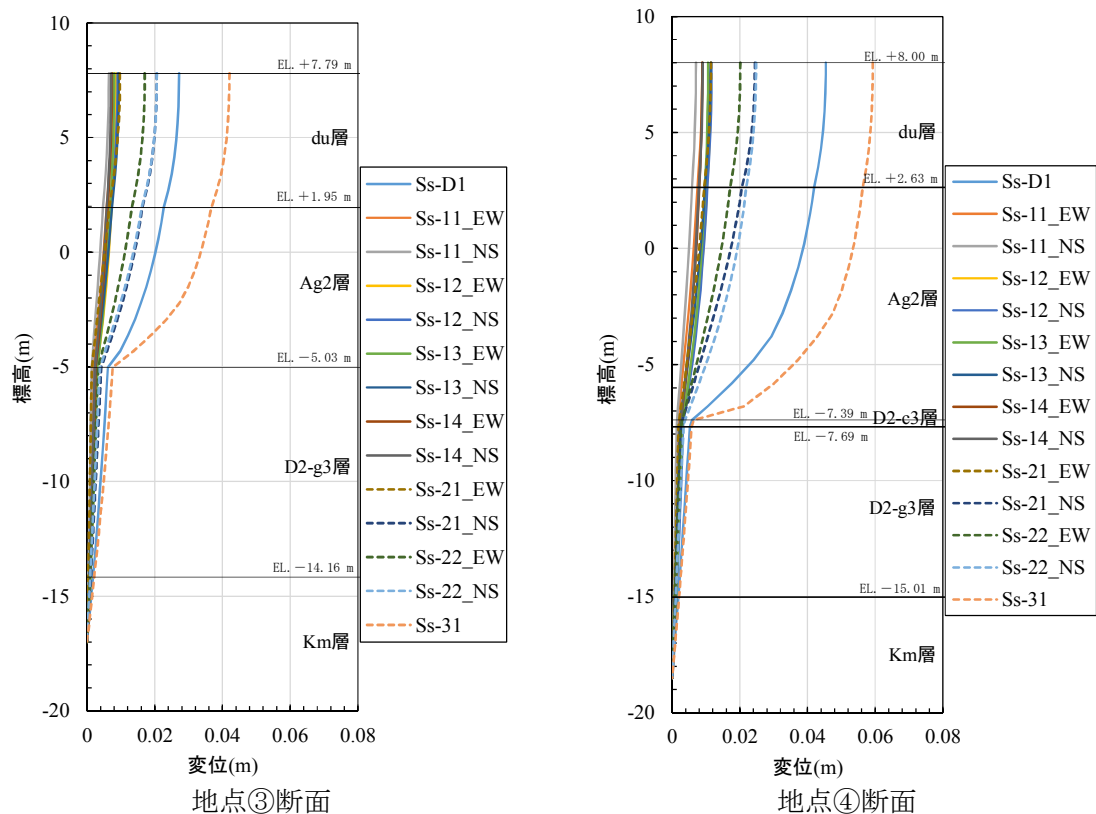 10
5
0
-5
-10
-15
-20
標高(m)
0
0.02
0.04
0.06
0.08
変位(m)
EL. +7.79 m
du層
EL. +1.95 m
Ag2層
EL. -5.03 m
D2-g3層
EL. -14.16 m
Km層
Ss-D1
Ss-11_EW
Ss-11_NS
Ss-12_EW
Ss-12_NS
Ss-13_EW
Ss-13_NS
Ss-14_EW
Ss-14_NS
Ss-21_EW
Ss-21_NS
Ss-22_EW
Ss-22_NS
Ss-31
地点③断面
10
5
0
-5
-10
-15
-20
標高(m)
0
0.02
0.04
0.06
0.08
変位(m)
EL. +8.00 m
du層
EL. +2.63 m
Ag2層
EL. -7.39 m
D2-c3層
EL. -7.69 m
D2-g3層
EL. -15.01 m
Km層
Ss-D1
Ss-11_EW
Ss-11_NS
Ss-12_EW
Ss-12_NS
Ss-13_EW
Ss-13_NS
Ss-14_EW
Ss-14_NS
Ss-21_EW
Ss-21_NS
Ss-22_EW
Ss-22_NS
Ss-31
地点④断面